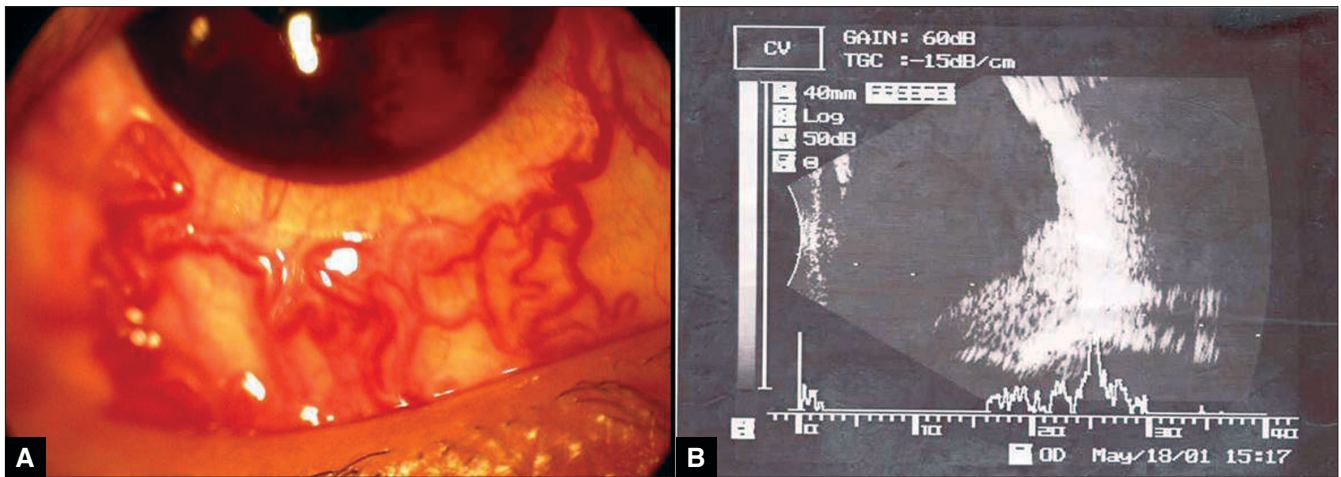 CV
GAIN: 60dB
TGC :-15dB/cm
40mm
Log
50dB
0 10 20 30 40
OD May/18/01 15:17
A
B